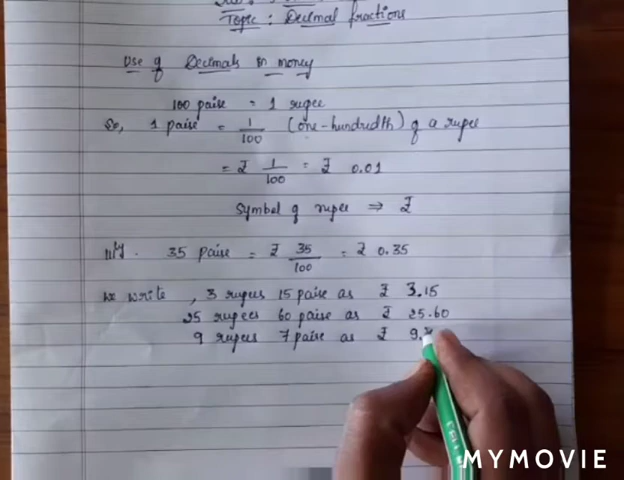 Topic : Decimal fractions
Use of Decimals in money
100 paise = 1 rupee
So, 1 paise = 1/100 (one-hundredth) of a rupee
= ₹ 1/100 = ₹ 0.01
Symbol of rupee ⇒ ₹
|||ly . 35 paise = ₹ 35/100 = ₹ 0.35
We write , 3 rupees 15 paise as ₹ 3.15
25 rupees 60 paise as ₹ 25.60
9 rupees 7 paise as ₹ 9.
MYMOVIE